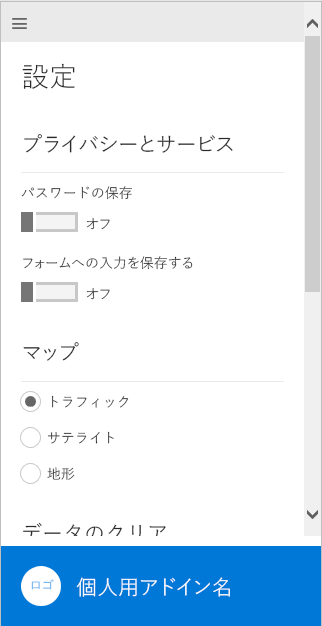 設定
プライバシーとサービス
パスワードの保存
オフ
フォームへの入力を保存する
オフ
マップ
トラフィック
サテライト
地形
データのクリア
ロゴ
個人用アドイン名